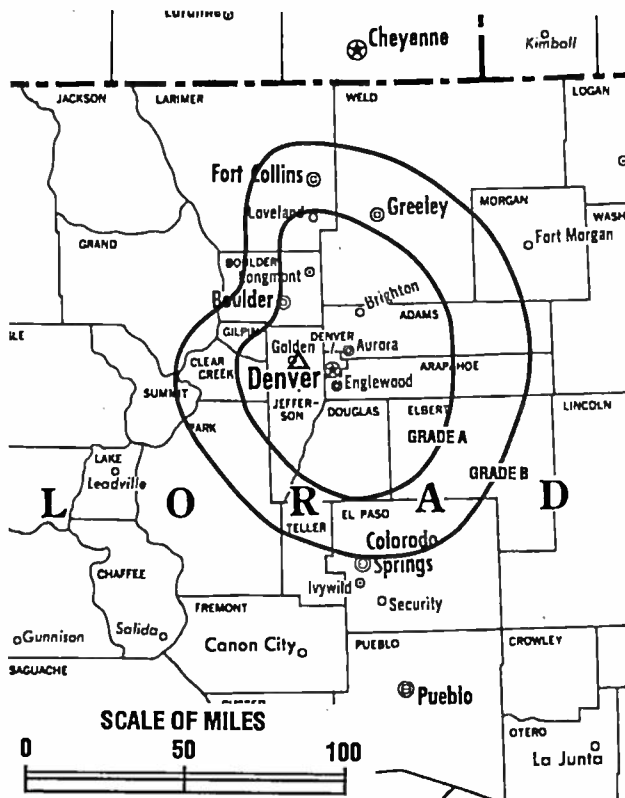 Cheyenne
Kimball
JACKSON
LARIMER
WELD
LOGAN
Fort Collins
Loveland
Greeley
MORGAN
WASH
Fort Morgan
GRAND
BOULDER
Longmont
Boulder
Brighton
ADAMS
GILPIN
DENVER
Golden
Aurora
CLEAR
CREEK
ARAPAHOE
Denver
Englewood
SUMMIT
JEFFER-
SON
DOUGLAS
ELBERT
LINCOLN
PARK
GRADE A
LAKE
Leadville
GRADE B
L O R A D
TELLER
EL PASO
Colorado
Springs
CHAFFEE
Ivywild
Security
FREMONT
Gunnison
Salida
Canon City
PUEBLO
CROWLEY
SAGUACHE
Pueblo
SCALE OF MILES
OTERO
0 50 100
La Junta